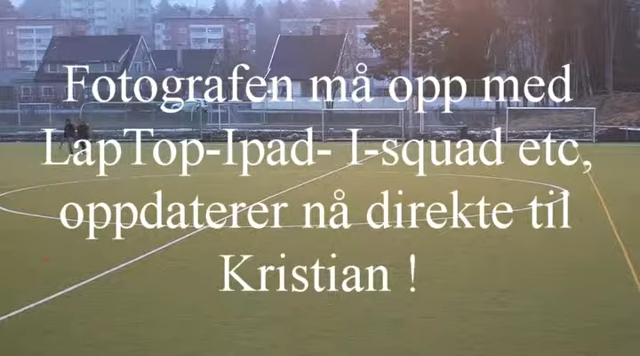 Fotografen må opp med
LapTop-Ipad- I-squad etc,
oppdaterer nå direkte til
Kristian !